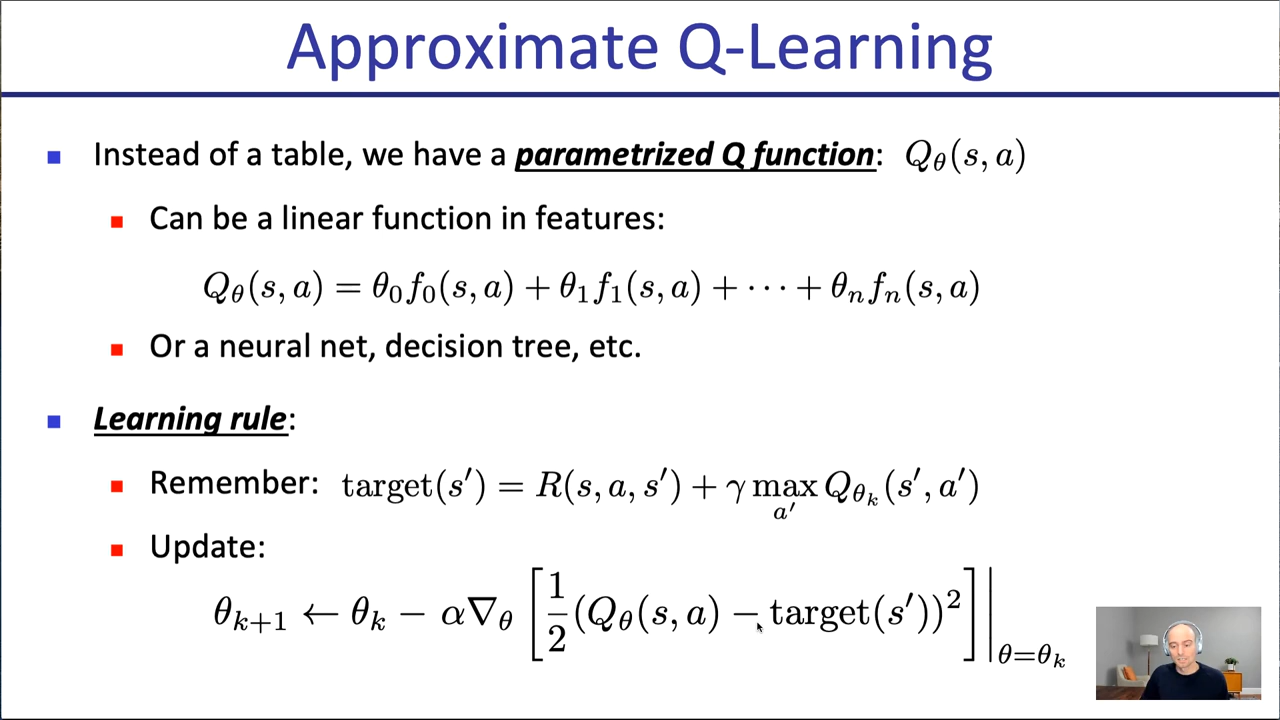 Approximate Q-Learning
Instead of a table, we have a parametrized Q function: Q_θ(s, a)
Can be a linear function in features:
Q_θ(s, a) = θ_0 f_0(s, a) + θ_1 f_1(s, a) + ··· + θ_n f_n(s, a)
Or a neural net, decision tree, etc.
Learning rule:
Remember: target(s′) = R(s, a, s′) + γ max_{a′} Q_{θ_k}(s′, a′)
Update:
θ_{k+1} ← θ_k − α∇_θ [ 1/2 (Q_θ(s, a) − target(s′))² ] |_{θ=θ_k}